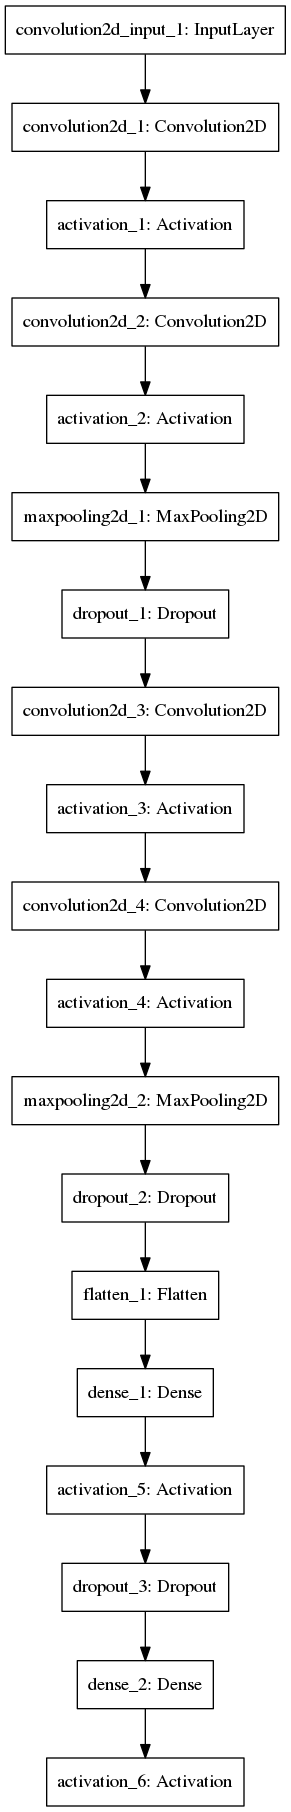 convolution2d_input_1: InputLayer
convolution2d_1: Convolution2D
activation_1: Activation
convolution2d_2: Convolution2D
activation_2: Activation
maxpooling2d_1: MaxPooling2D
dropout_1: Dropout
convolution2d_3: Convolution2D
activation_3: Activation
convolution2d_4: Convolution2D
activation_4: Activation
maxpooling2d_2: MaxPooling2D
dropout_2: Dropout
flatten_1: Flatten
dense_1: Dense
activation_5: Activation
dropout_3: Dropout
dense_2: Dense
activation_6: Activation